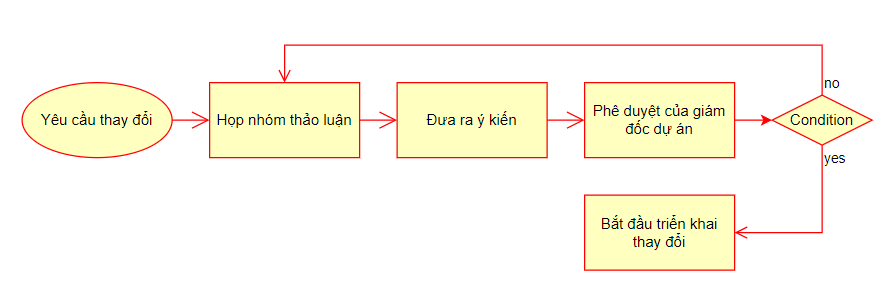 no
Yêu cầu thay đổi
Họp nhóm thảo luận
Đưa ra ý kiến
Phê duyệt của giám
đốc dự án
Condition
yes
Bắt đầu triển khai
thay đổi